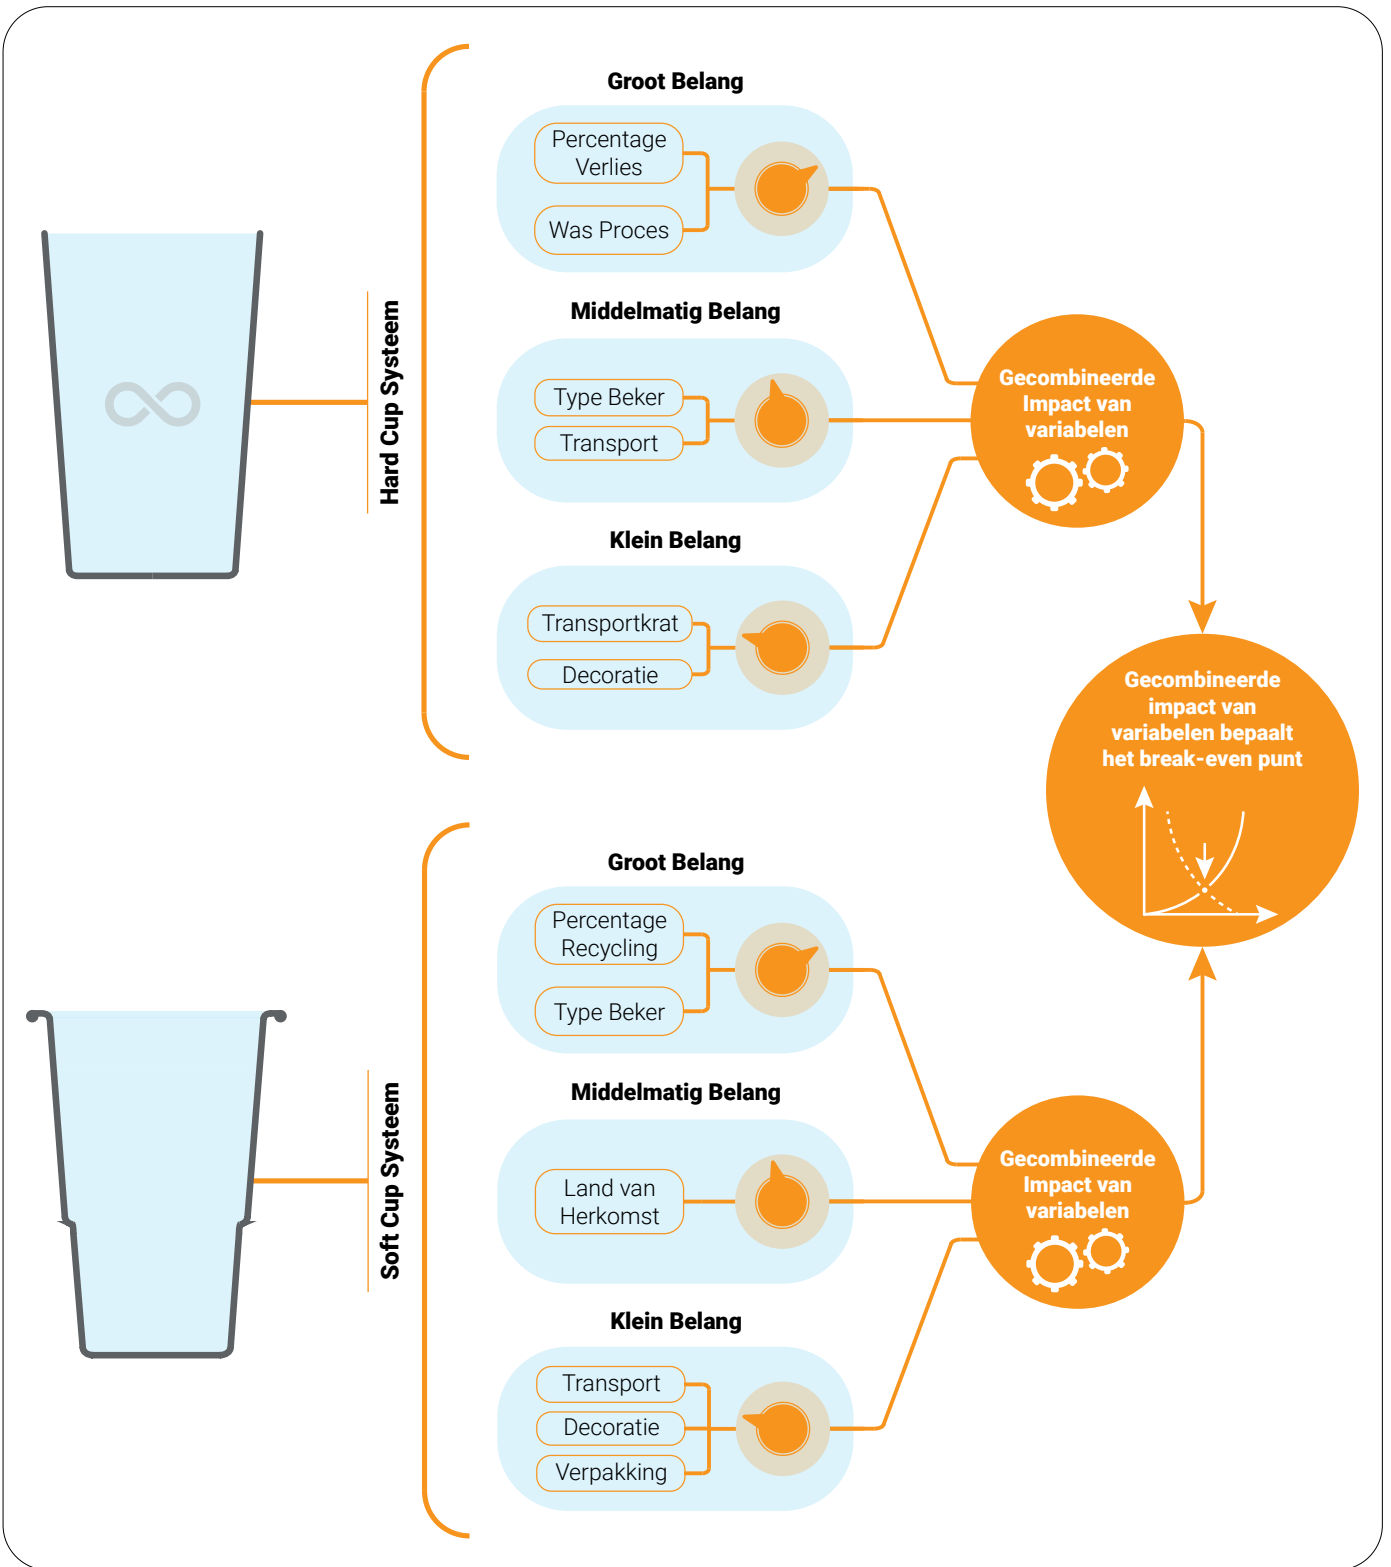 Hard Cup Systeem
Groot Belang
Percentage
Verlies
Was Proces
Middelmatig Belang
Type Beker
Transport
Klein Belang
Transportkrat
Decoratie
Gecombineerde
Impact van
variabelen
Gecombineerde
impact van
variabelen bepaalt
het break-even punt
Soft Cup Systeem
Groot Belang
Percentage
Recycling
Type Beker
Middelmatig Belang
Land van
Herkomst
Klein Belang
Transport
Decoratie
Verpakking
Gecombineerde
Impact van
variabelen